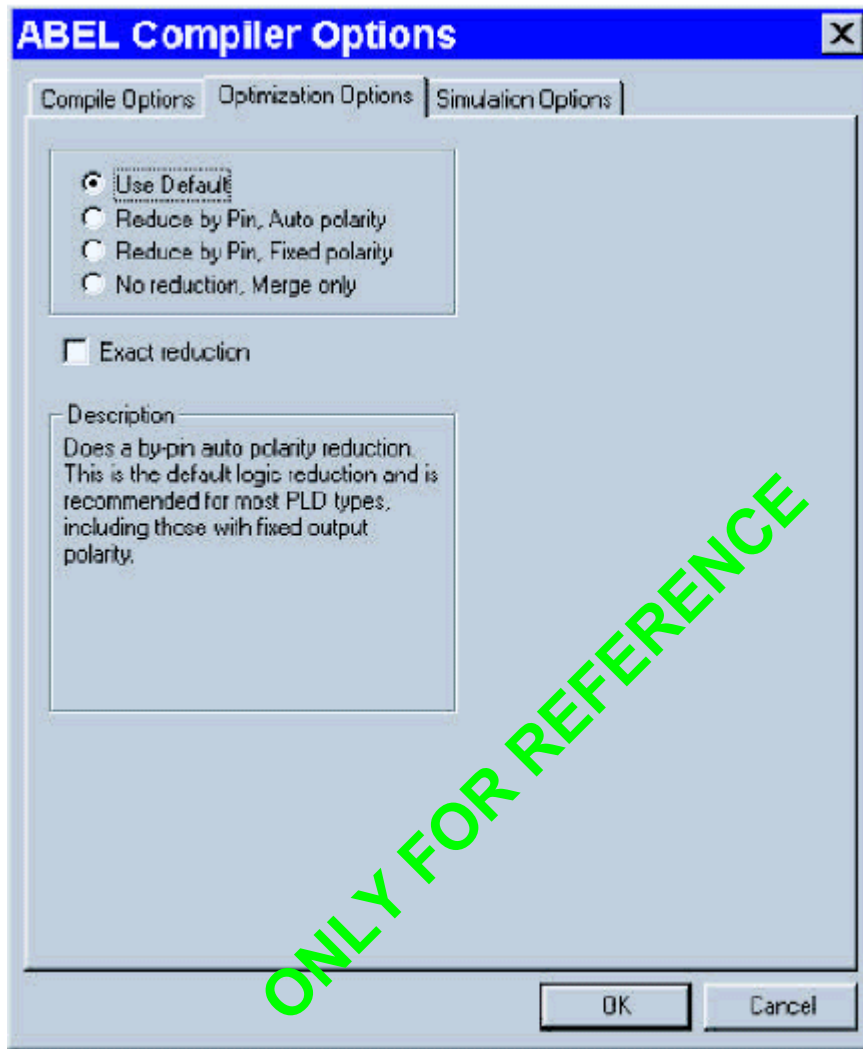 ABEL Compiler Options
Compile Options
Optimization Options
Simulation Options
Use Default
Reduce by Pin, Auto polarity
Reduce by Pin, Fixed polarity
No reduction, Merge only
Exact reduction
Description
Does a by-pin auto polarity reduction.
This is the default logic reduction and is
recommended for most PLD types,
including those with fixed output
polarity.
ONLY FOR REFERENCE
OK
Cancel